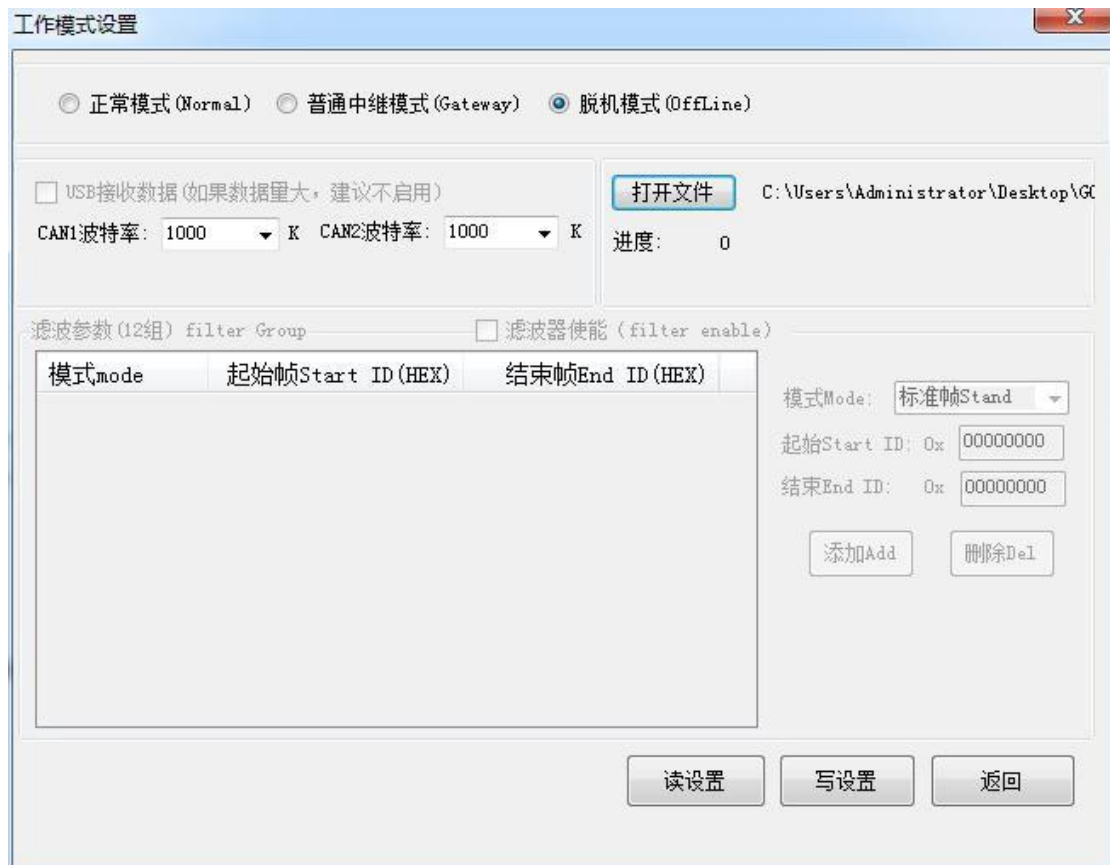 工作模式设置
正常模式(Normal) 普通中继模式(Gateway) 脱机模式(OffLine)
USB接收数据(如果数据量大，建议不启用)
CAN1波特率: 1000 K CAN2波特率: 1000 K
打开文件 C:\Users\Administrator\Desktop\GO
进度: 0
滤波参数(12组) filter Group 滤波器使能 (filter enable)
模式mode 起始帧Start ID(HEX) 结束帧End ID(HEX)
模式Mode: 标准帧Stand
起始Start ID: 0x 00000000
结束End ID: 0x 00000000
添加Add 删除Del
读设置 写设置 返回